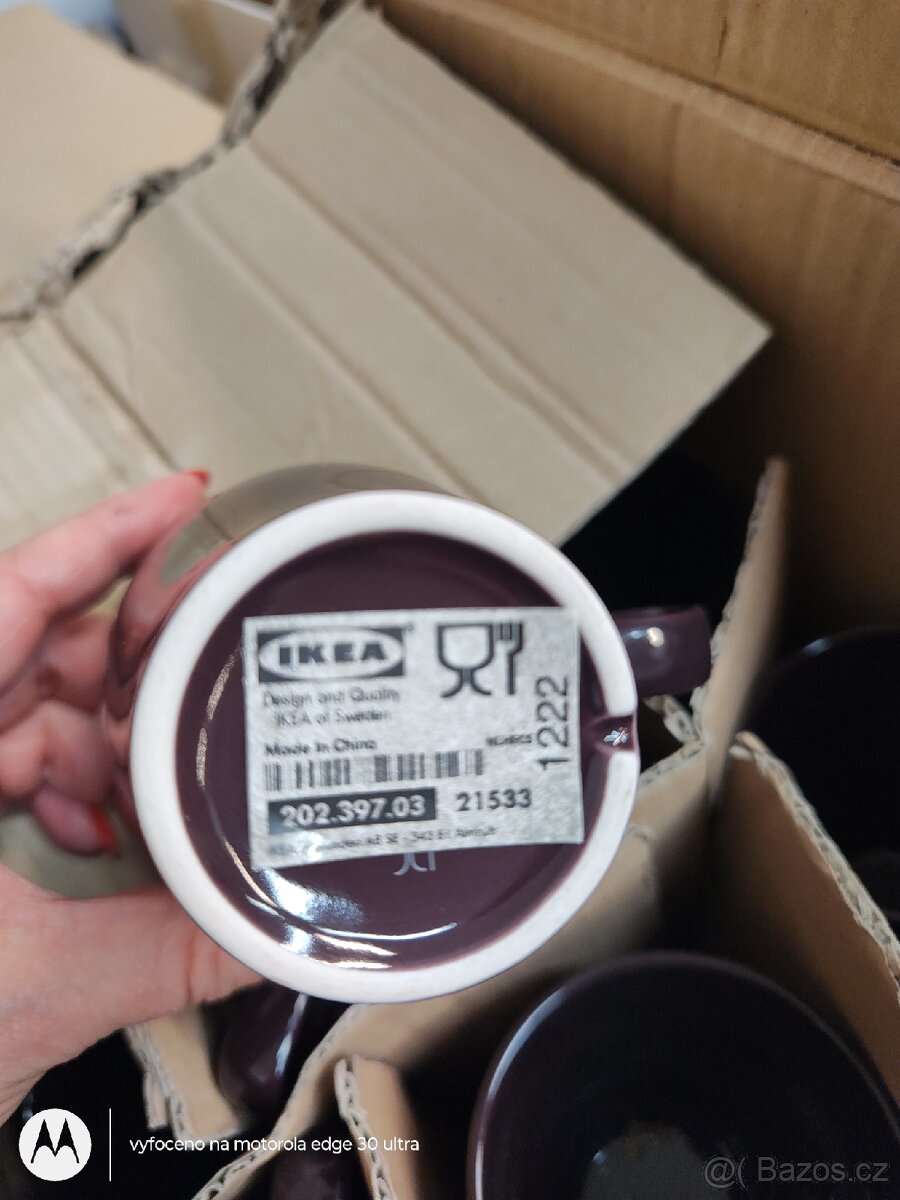 IKEA®
Design and Quality
IKEA of Sweden
Made in China
1222
202.397.03 21533
vyfoceno na motorola edge 30 ultra
@( Bazos.cz